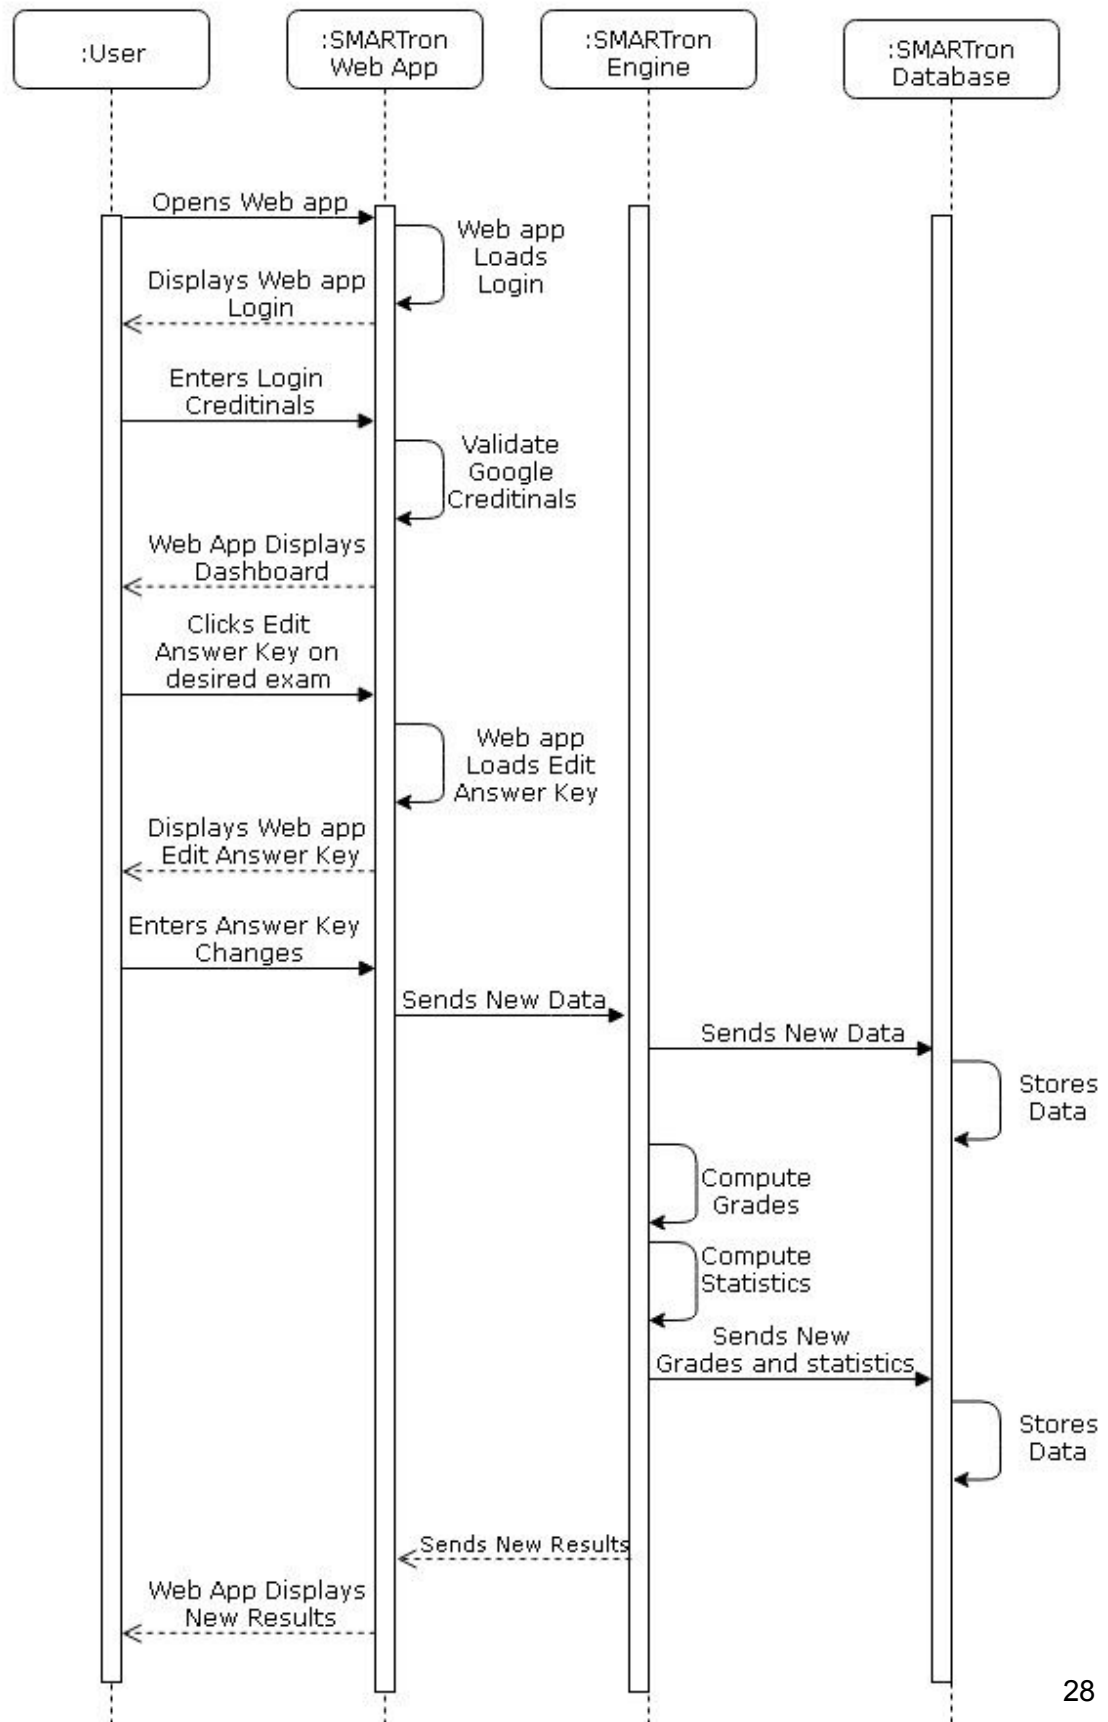 :User
:SMARTron
Web App
:SMARTron
Engine
:SMARTron
Database
Opens Web app
Web app
Loads
Login
Displays Web app
Login
Enters Login
Creditinals
Validate
Google
Creditinals
Web App Displays
Dashboard
Clicks Edit
Answer Key on
desired exam
Web app
Loads Edit
Answer Key
Displays Web app
Edit Answer Key
Enters Answer Key
Changes
Sends New Data
Sends New Data
Stores
Data
Compute
Grades
Compute
Statistics
Sends New
Grades and statistics
Stores
Data
Sends New Results
Web App Displays
New Results
28